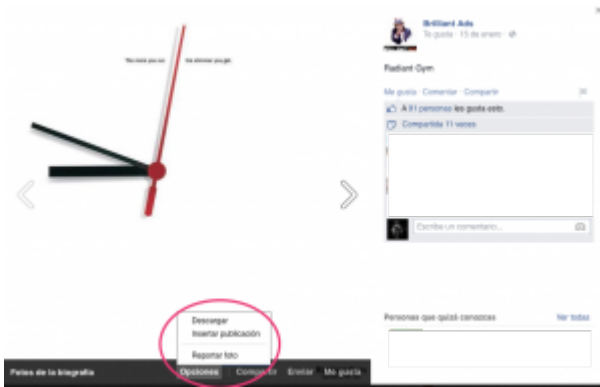 Brilliant Ads
Te gusta · 15 de enero ·
The more you run
the slimmer you get.
Radiant Gym
Me gusta · Comentar · Compartir
A 91 personas les gusta esto.
Compartida 11 veces
Escribe un comentario...
Descargar
Insertar publicación
Reportar foto
Personas que quizá conozcas
Ver todas
Fotos de la biografía
Opciones
Compartir
Enviar
Me gusta